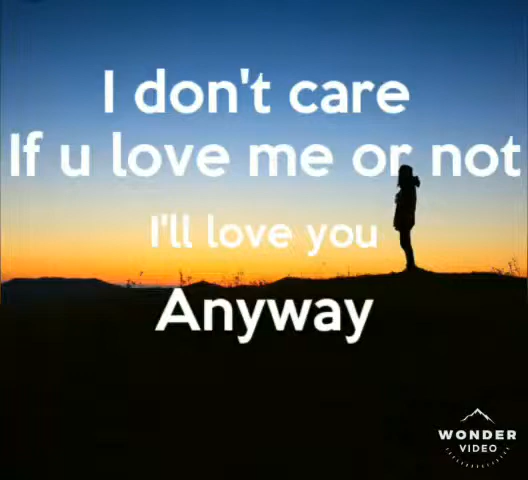 I don't care
If u love me or not
I'll love you
Anyway
WONDER
VIDEO